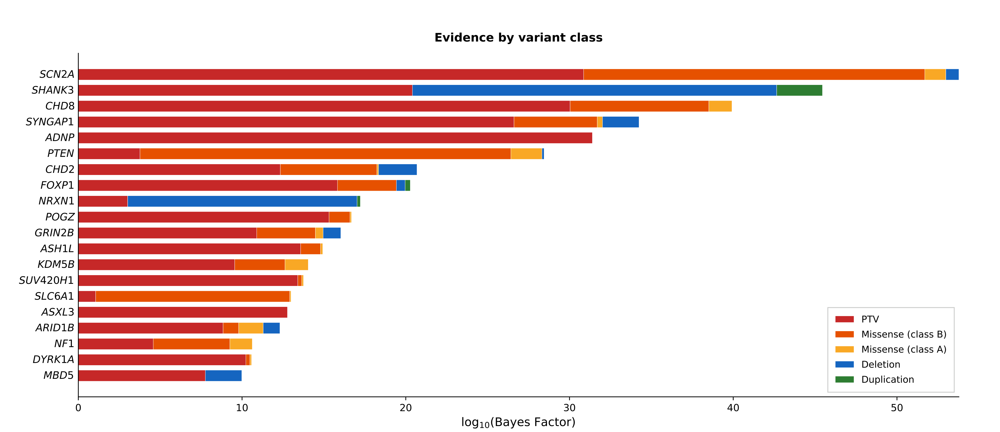 Evidence by variant class
SCN2A
SHANK3
CHD8
SYNGAP1
ADNP
PTEN
CHD2
FOXP1
NRXN1
POGZ
GRIN2B
ASH1L
KDM5B
SUV420H1
SLC6A1
ASXL3
ARID1B
NF1
DYRK1A
MBD5
PTV
Missense (class B)
Missense (class A)
Deletion
Duplication
0 10 20 30 40 50
log₁₀(Bayes Factor)